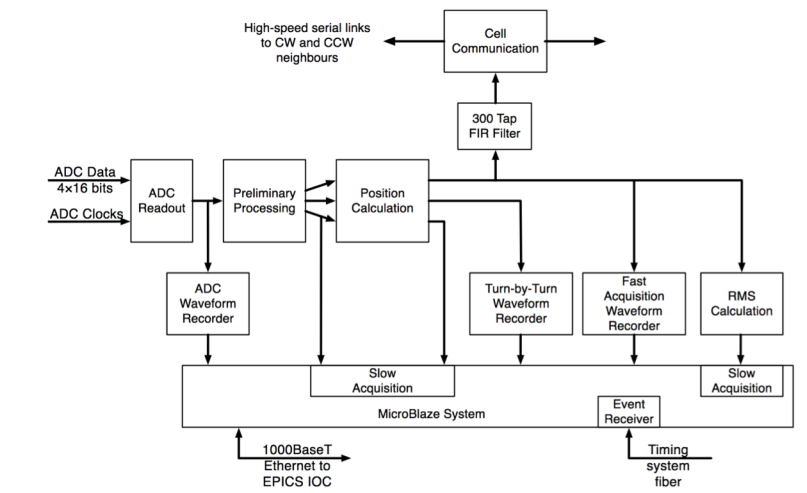 High-speed serial links
to CW and CCW
neighbours
Cell
Communication
300 Tap
FIR Filter
ADC Data
4×16 bits
ADC Clocks
ADC
Readout
Preliminary
Processing
Position
Calculation
ADC
Waveform
Recorder
Turn-by-Turn
Waveform
Recorder
Fast
Acquisition
Waveform
Recorder
RMS
Calculation
Slow
Acquisition
Slow
Acquisition
MicroBlaze System
Event
Receiver
1000BaseT
Ethernet to
EPICS IOC
Timing
system
fiber